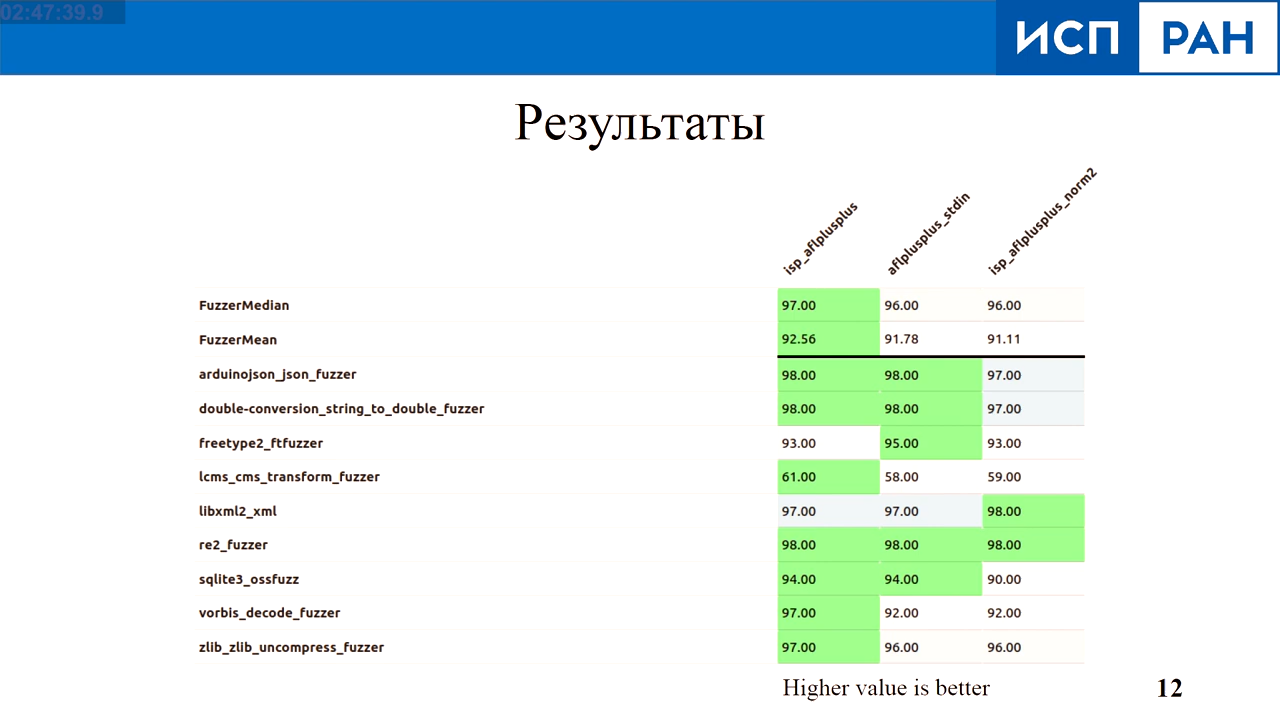 02:47:39.9
ИСП РАН
Результаты
isp_aflplusplus aflplusplus_stdin isp_aflplusplus_norm2
FuzzerMedian 97.00 96.00 96.00
FuzzerMean 92.56 91.78 91.11
arduinojson_json_fuzzer 98.00 98.00 97.00
double-conversion_string_to_double_fuzzer 98.00 98.00 97.00
freetype2_ftfuzzer 93.00 95.00 93.00
lcms_cms_transform_fuzzer 61.00 58.00 59.00
libxml2_xml 97.00 97.00 98.00
re2_fuzzer 98.00 98.00 98.00
sqlite3_ossfuzz 94.00 94.00 90.00
vorbis_decode_fuzzer 97.00 92.00 92.00
zlib_zlib_uncompress_fuzzer 97.00 96.00 96.00
Higher value is better
12